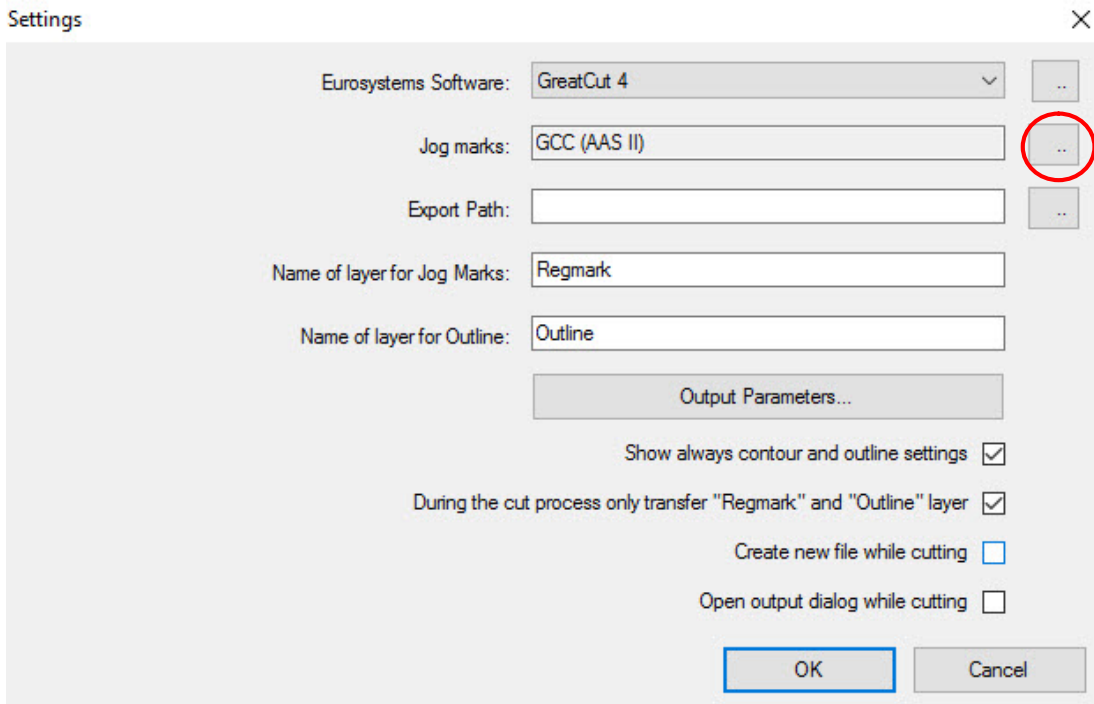 Settings
Eurosystems Software: GreatCut 4 ..
Jog marks: GCC (AAS II) ..
Export Path: ..
Name of layer for Jog Marks: Regmark
Name of layer for Outline: Outline
Output Parameters...
Show always contour and outline settings
During the cut process only transfer "Regmark" and "Outline" layer
Create new file while cutting
Open output dialog while cutting
OK Cancel